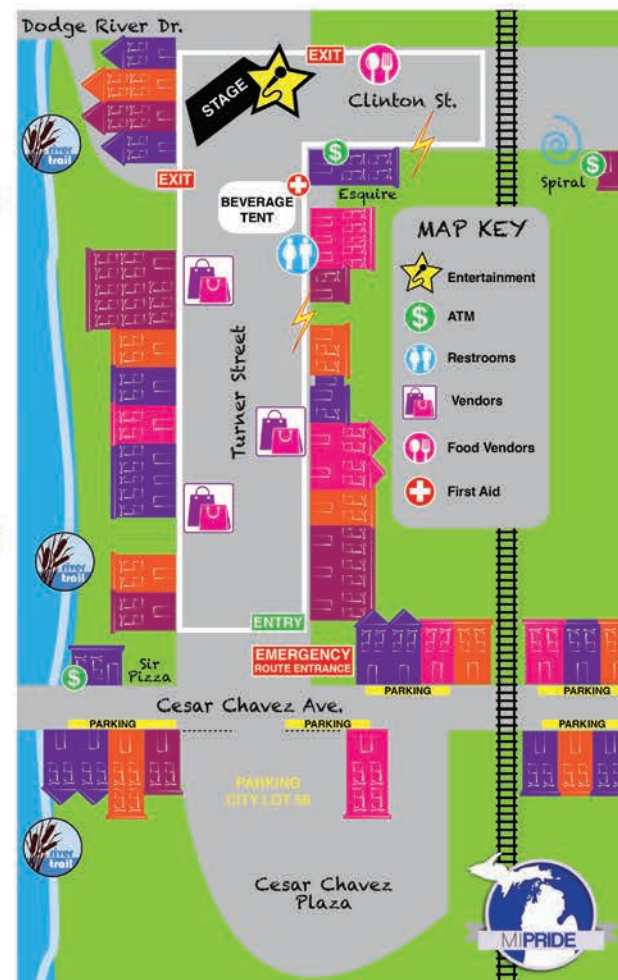 Dodge River Dr.
EXIT
STAGE
Clinton St.
river
trail
EXIT
$
Esquire
$
Spiral
BEVERAGE
TENT
MAP KEY
Entertainment
$
ATM
Restrooms
Vendors
Food Vendors
First Aid
Turner Street
river
trail
ENTRY
EMERGENCY
ROUTE ENTRANCE
Sir
Pizza
$
PARKING
PARKING
Cesar Chavez Ave.
PARKING
PARKING
PARKING
PARKING
CITY LOT 56
river
trail
Cesar Chavez
Plaza
MIPRIDE